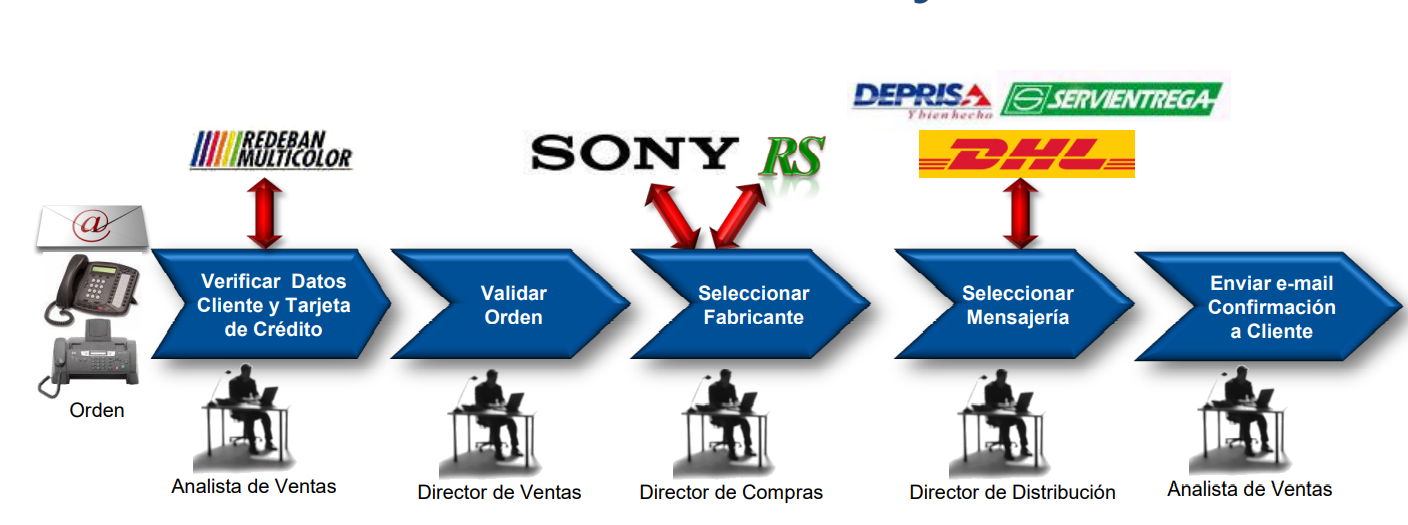 DEPRISA
Y bien hecho
SERVIENTREGA
REDEBAN
MULTICOLOR
SONY
RS
DHL
@
Verificar Datos
Cliente y Tarjeta
de Crédito
Validar
Orden
Seleccionar
Fabricante
Seleccionar
Mensajería
Enviar e-mail
Confirmación
a Cliente
Orden
Analista de Ventas
Director de Ventas
Director de Compras
Director de Distribución
Analista de Ventas